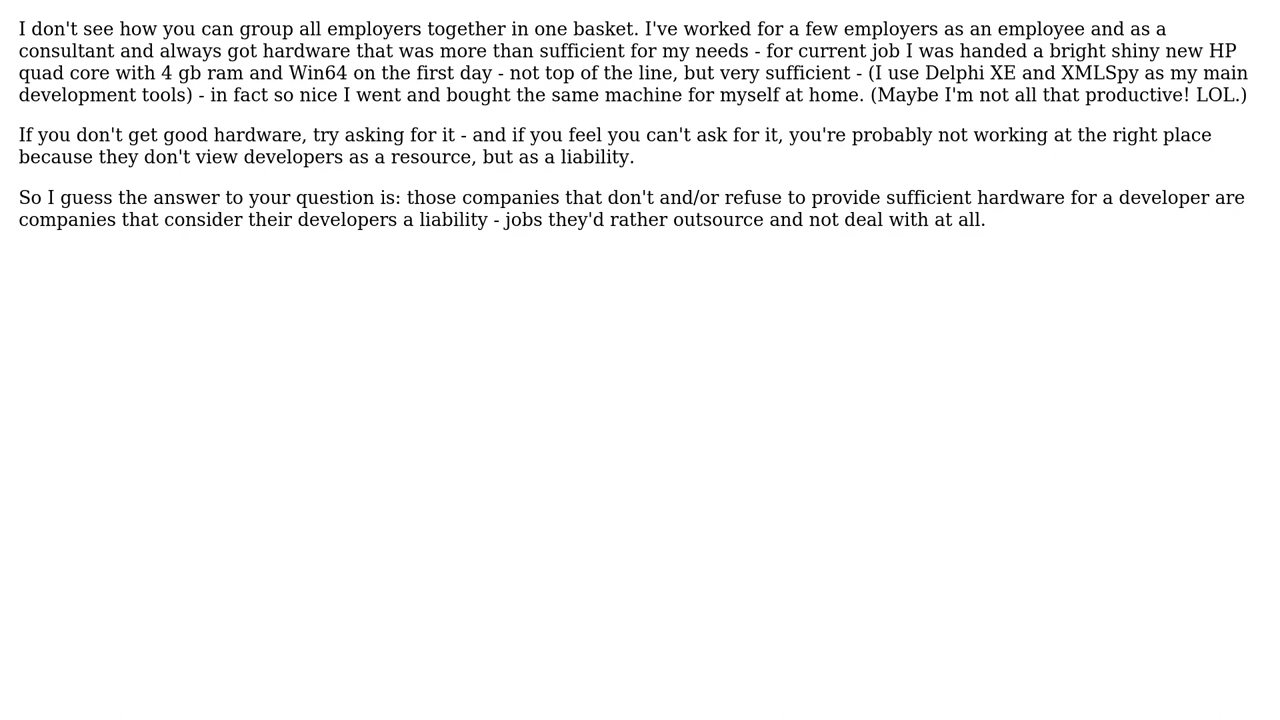 I don't see how you can group all employers together in one basket. I've worked for a few employers as an employee and as a
consultant and always got hardware that was more than sufficient for my needs - for current job I was handed a bright shiny new HP
quad core with 4 gb ram and Win64 on the first day - not top of the line, but very sufficient - (I use Delphi XE and XMLSpy as my main
development tools) - in fact so nice I went and bought the same machine for myself at home. (Maybe I'm not all that productive! LOL.)
If you don't get good hardware, try asking for it - and if you feel you can't ask for it, you're probably not working at the right place
because they don't view developers as a resource, but as a liability.
So I guess the answer to your question is: those companies that don't and/or refuse to provide sufficient hardware for a developer are
companies that consider their developers a liability - jobs they'd rather outsource and not deal with at all.